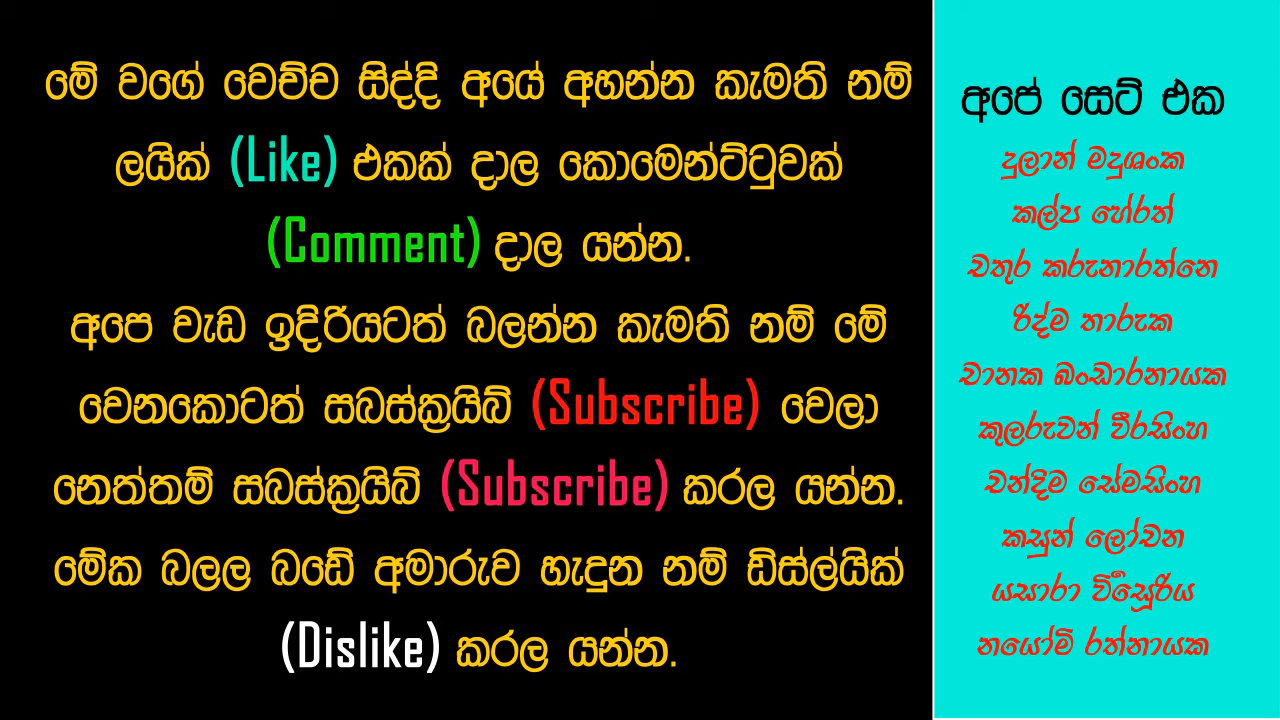 මේ වගේ වෙච්ච සිද්දි අයේ අහන්න කැමති නම්
ලයික් (Like) එකක් දාල කොමෙන්ට්ටුවක්
(Comment) දාල යන්න.
අපෙ වැඩ ඉදිරියටත් බලන්න කැමති නම් මේ
වෙනකොටත් සබස්ක්‍රයිබ් (Subscribe) වෙලා
නෙත්තම් සබස්ක්‍රයිබ් (Subscribe) කරල යන්න.
මේක බලල බඩේ අමාරුව හැදුන නම් ඩිස්ල්යික්
(Dislike) කරල යන්න.
අපේ සෙට් එක
දුලාන් මදුශංක
කල්ප හේරත්
චතුර කරුනාරත්නෙ
රිද්ම තාරුක
චානක බංඩාරනායක
කුලරුවන් වීරසිංහ
චන්දිම සේමසිංහ
කසුන් ලෝචන
යසාරා විර්සූරිය
නයෝමි රත්නායක